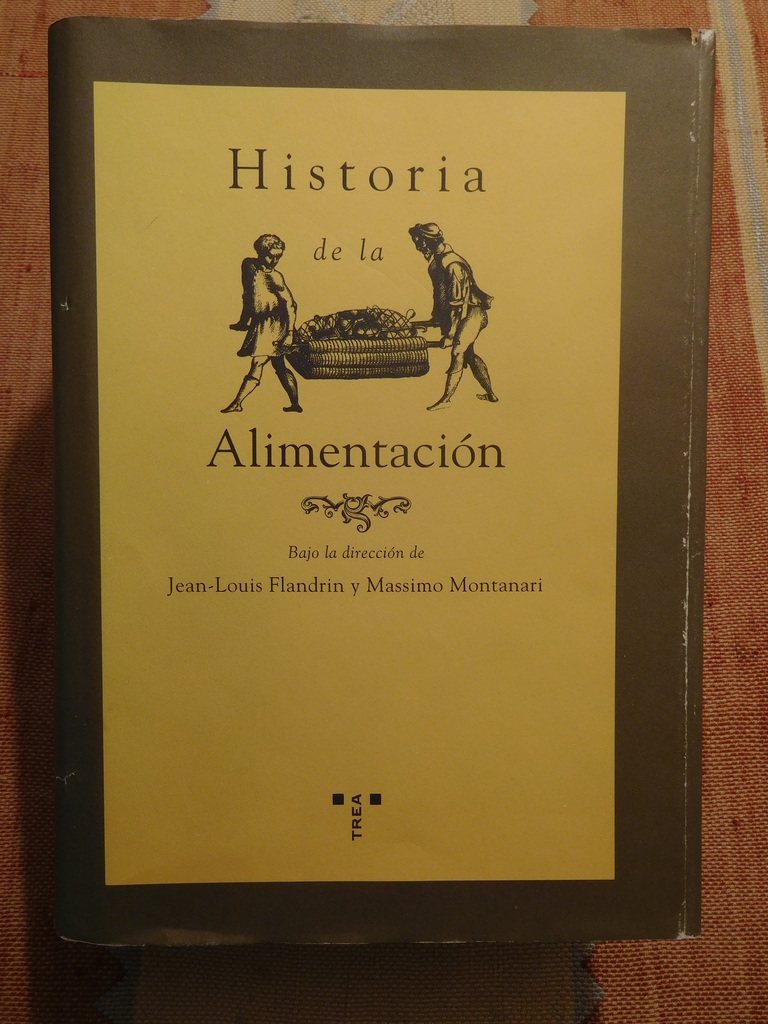 Historia
de la
Alimentación
Bajo la dirección de
Jean-Louis Flandrin y Massimo Montanari
TREA